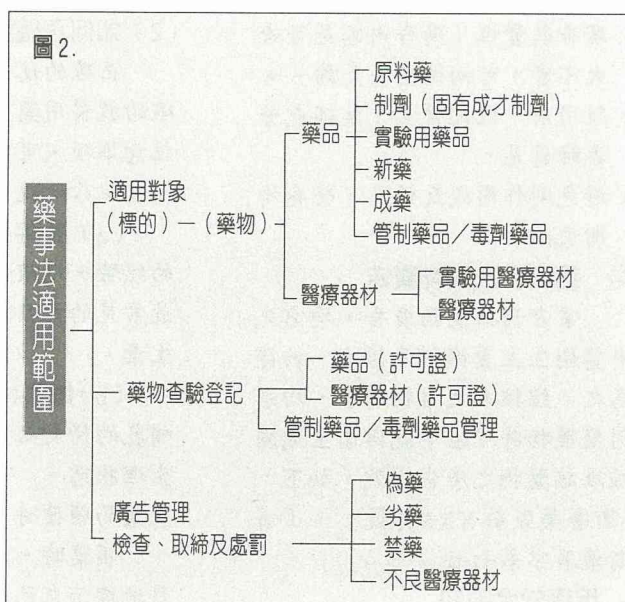 圖2.
藥事法適用範圍
適用對象
(標的)－(藥物)
藥品
原料藥
制劑（固有成才制劑）
實驗用藥品
新藥
成藥
管制藥品／毒劑藥品
醫療器材
實驗用醫療器材
醫療器材
藥物查驗登記
藥品（許可證）
醫療器材（許可證）
管制藥品／毒劑藥品管理
廣告管理
檢查、取締及處罰
偽藥
劣藥
禁藥
不良醫療器材